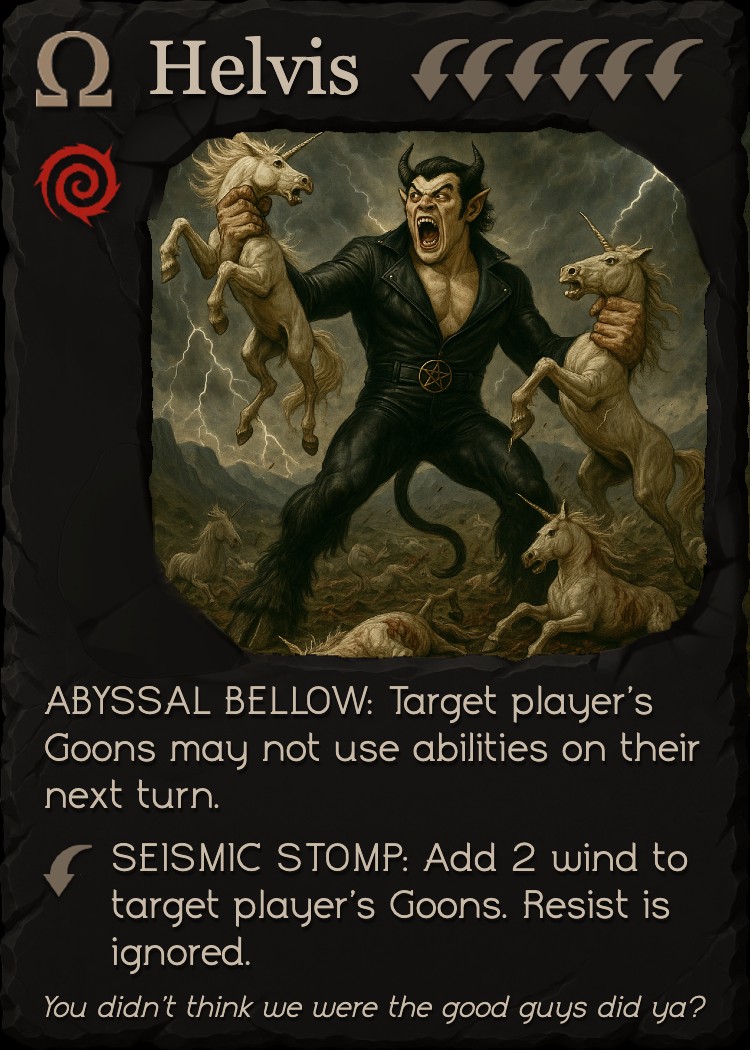 Ω Helvis
ABYSSAL BELLOW: Target player's
Goons may not use abilities on their
next turn.
SEISMIC STOMP: Add 2 wind to
target player's Goons. Resist is
ignored.
You didn't think we were the good guys did ya?